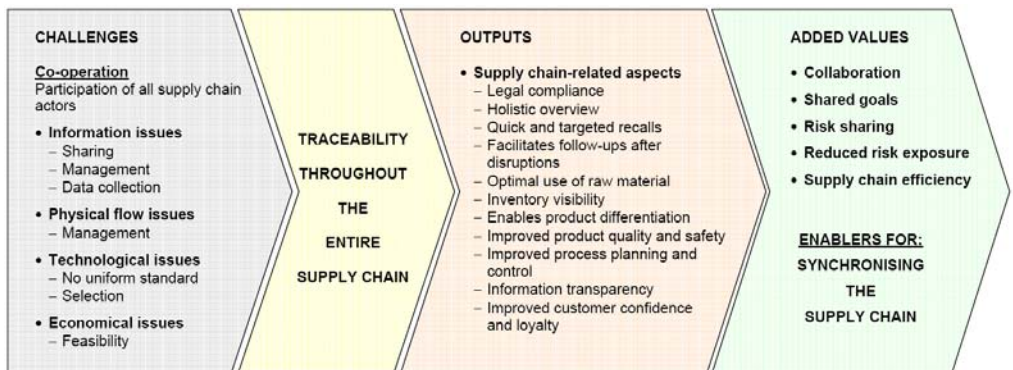 CHALLENGES
Co-operation
Participation of all supply chain
actors
• Information issues
– Sharing
– Management
– Data collection
• Physical flow issues
– Management
• Technological issues
– No uniform standard
– Selection
• Economical issues
– Feasibility
TRACEABILITY
THROUGHOUT
THE
ENTIRE
SUPPLY CHAIN
OUTPUTS
• Supply chain-related aspects
– Legal compliance
– Holistic overview
– Quick and targeted recalls
– Facilitates follow-ups after
disruptions
– Optimal use of raw material
– Inventory visibility
– Enables product differentiation
– Improved product quality and safety
– Improved process planning and
control
– Information transparency
– Improved customer confidence
and loyalty
ADDED VALUES
• Collaboration
• Shared goals
• Risk sharing
• Reduced risk exposure
• Supply chain efficiency
ENABLERS FOR:
SYNCHRONISING
THE
SUPPLY CHAIN